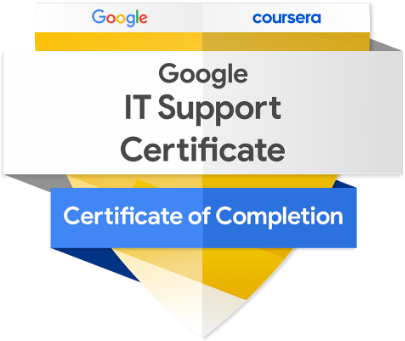 Google coursera
Google
IT Support
Certificate
Certificate of Completion